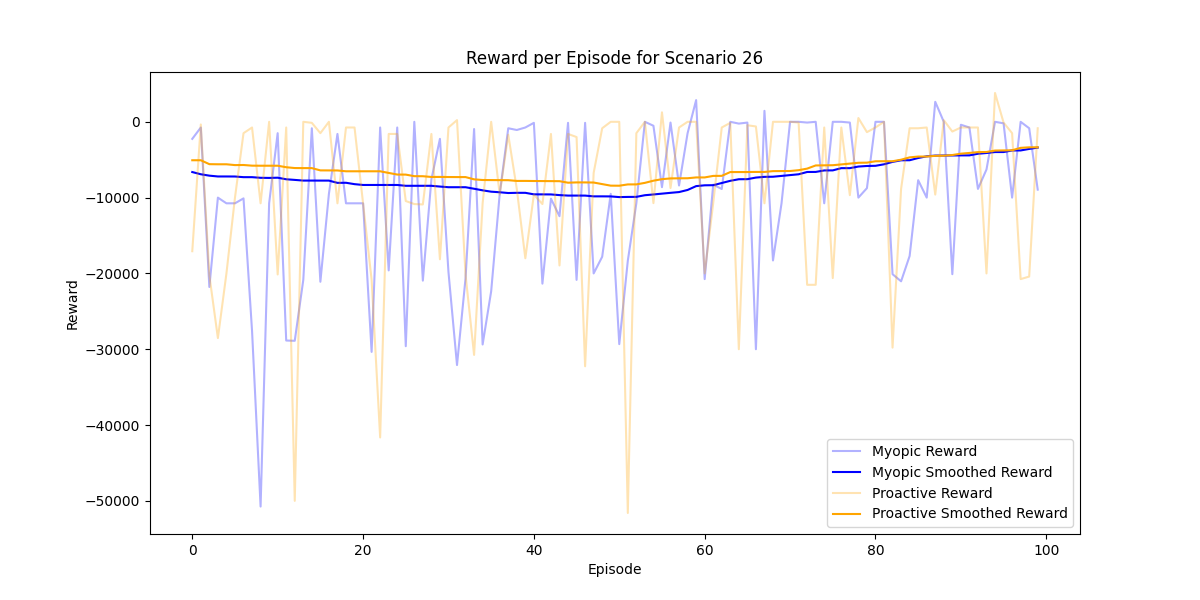 Reward per Episode for Scenario 26
Reward
0
−10000
−20000
−30000
−40000
−50000
0 20 40 60 80 100
Episode
Myopic Reward
Myopic Smoothed Reward
Proactive Reward
Proactive Smoothed Reward